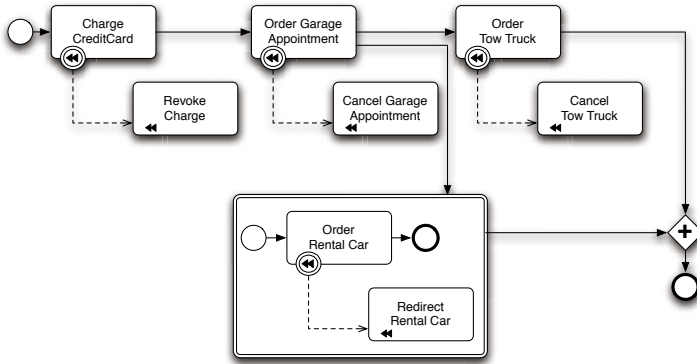 Charge
CreditCard
Order Garage
Appointment
Order
Tow Truck
Revoke
Charge
Cancel Garage
Appointment
Cancel
Tow Truck
Order
Rental Car
Redirect
Rental Car